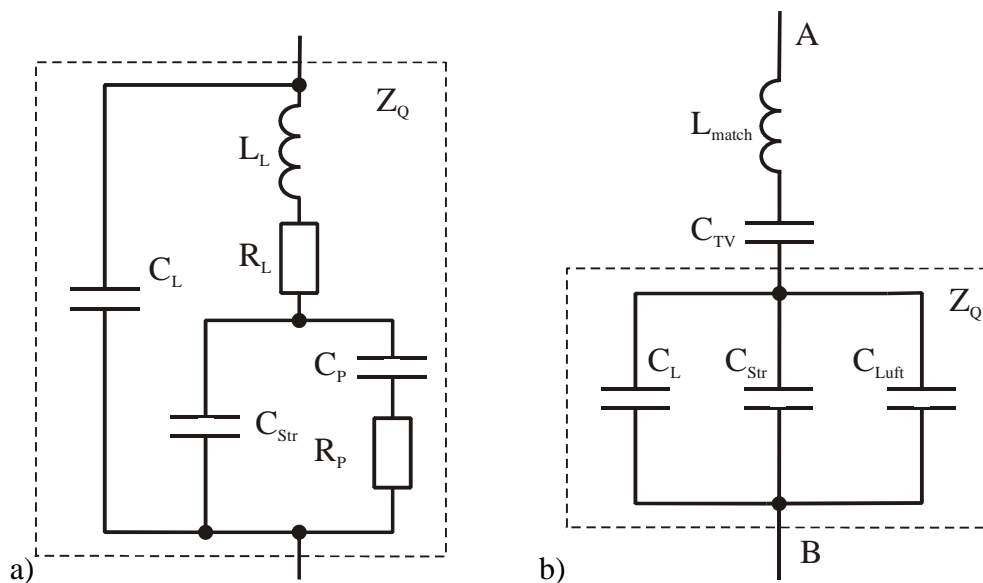 Z_Q
L_L
R_L
C_L
C_P
C_Str
R_P
a)
A
L_match
C_TV
Z_Q
C_L
C_Str
C_Luft
B
b)